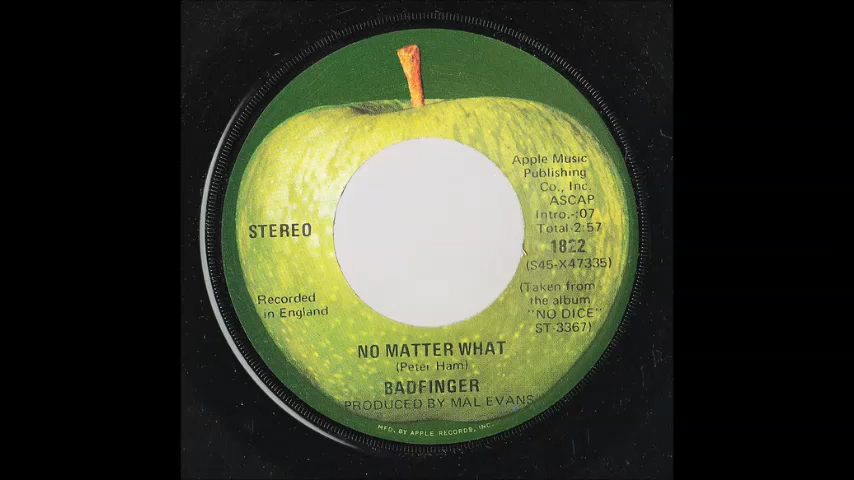 Apple Music
Publishing
Co., Inc.
ASCAP
Intro.-:07
Total-2:57
STEREO
1822
(S45-X47335)
Recorded
in England
(Taken from
the album
"NO DICE"
ST-3367)
NO MATTER WHAT
(Peter Ham)
BADFINGER
PRODUCED BY MAL EVANS
MFD. BY APPLE RECORDS, INC.